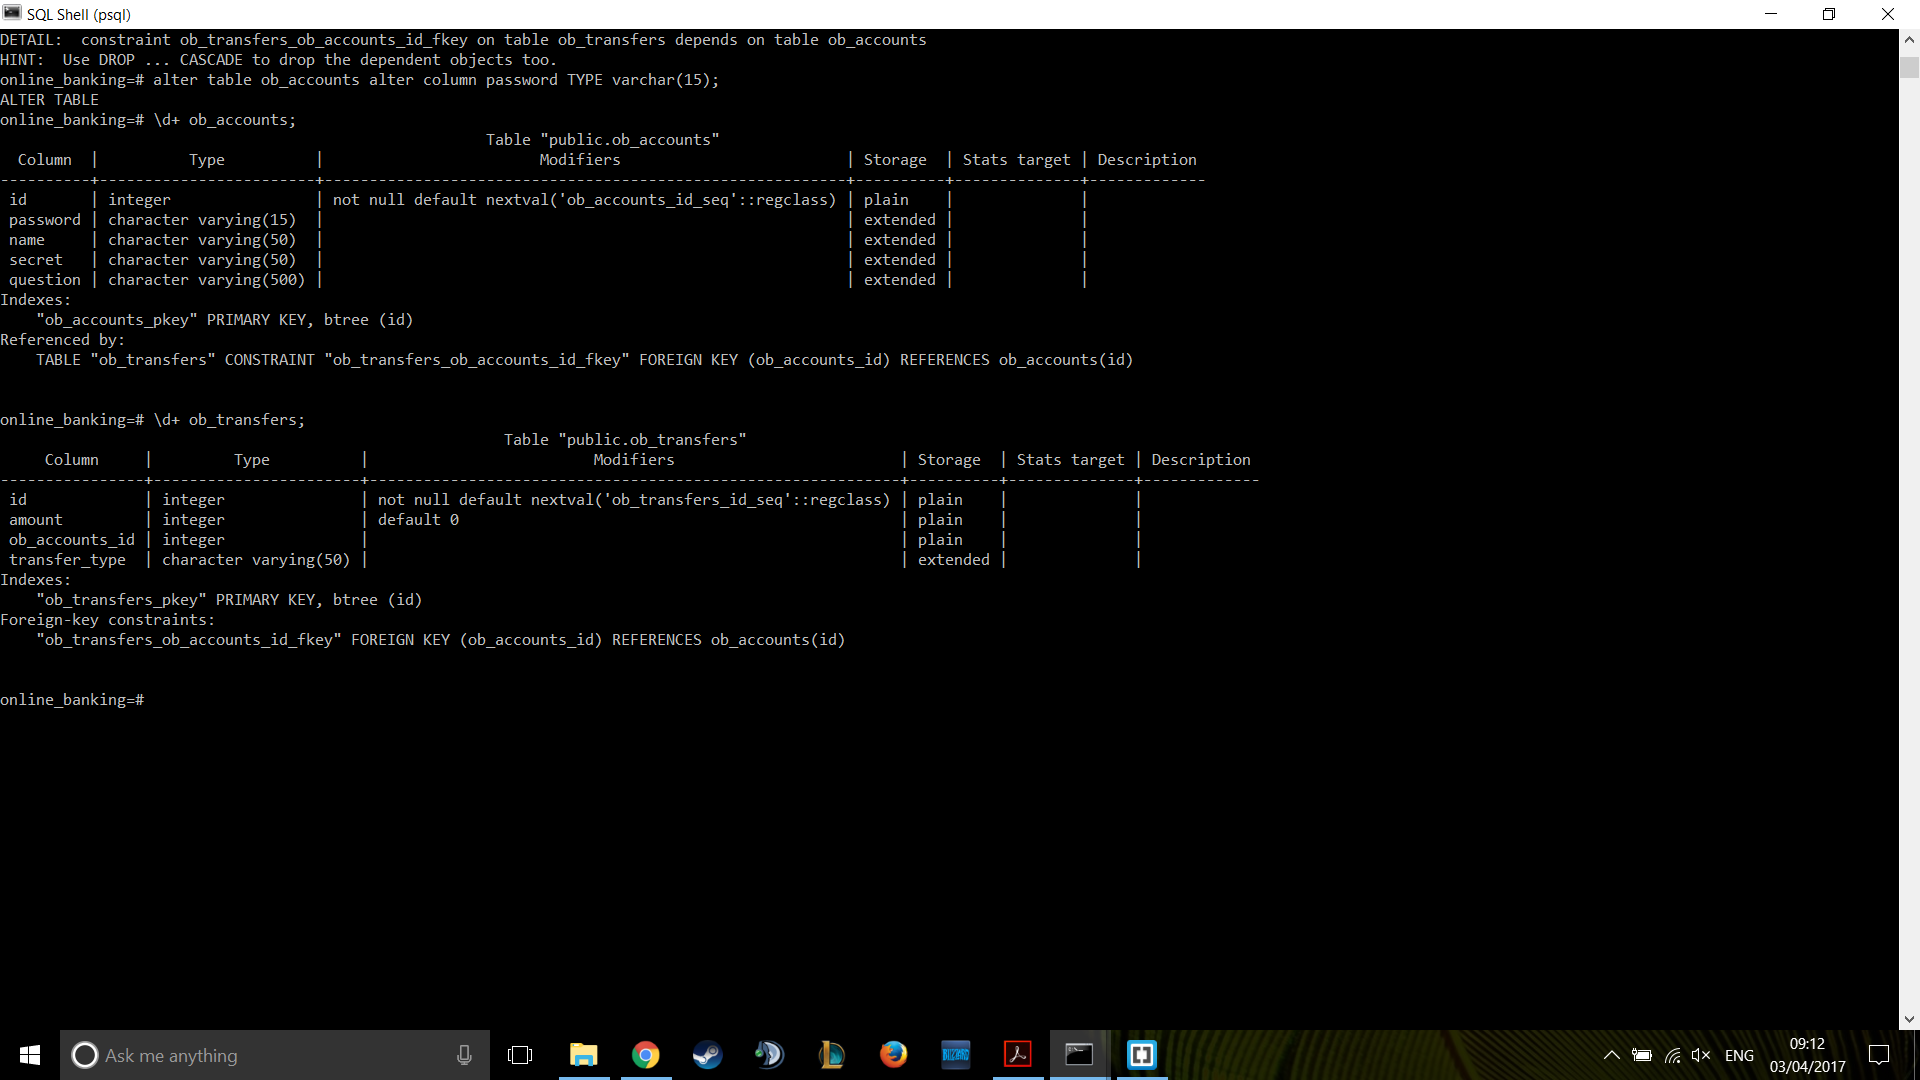 SQL Shell (psql)
DETAIL:  constraint ob_transfers_ob_accounts_id_fkey on table ob_transfers depends on table ob_accounts
HINT:  Use DROP ... CASCADE to drop the dependent objects too.
online_banking=# alter table ob_accounts alter column password TYPE varchar(15);
ALTER TABLE
online_banking=# \d+ ob_accounts;
Table "public.ob_accounts"
Column | Type | Modifiers | Storage | Stats target | Description
----------+------------------------+----------------------------------------------------------+----------+--------------+-------------
id | integer | not null default nextval('ob_accounts_id_seq'::regclass) | plain | |
password | character varying(15) | | extended | |
name | character varying(50) | | extended | |
secret | character varying(50) | | extended | |
question | character varying(500) | | extended | |
Indexes:
"ob_accounts_pkey" PRIMARY KEY, btree (id)
Referenced by:
TABLE "ob_transfers" CONSTRAINT "ob_transfers_ob_accounts_id_fkey" FOREIGN KEY (ob_accounts_id) REFERENCES ob_accounts(id)
online_banking=# \d+ ob_transfers;
Table "public.ob_transfers"
Column | Type | Modifiers | Storage | Stats target | Description
----------------+-----------------------+-----------------------------------------------------------+----------+--------------+-------------
id | integer | not null default nextval('ob_transfers_id_seq'::regclass) | plain | |
amount | integer | default 0 | plain | |
ob_accounts_id | integer | | plain | |
transfer_type | character varying(50) | | extended | |
Indexes:
"ob_transfers_pkey" PRIMARY KEY, btree (id)
Foreign-key constraints:
"ob_transfers_ob_accounts_id_fkey" FOREIGN KEY (ob_accounts_id) REFERENCES ob_accounts(id)
online_banking=#
Ask me anything
BLIZZARD
ENG
09:12
03/04/2017